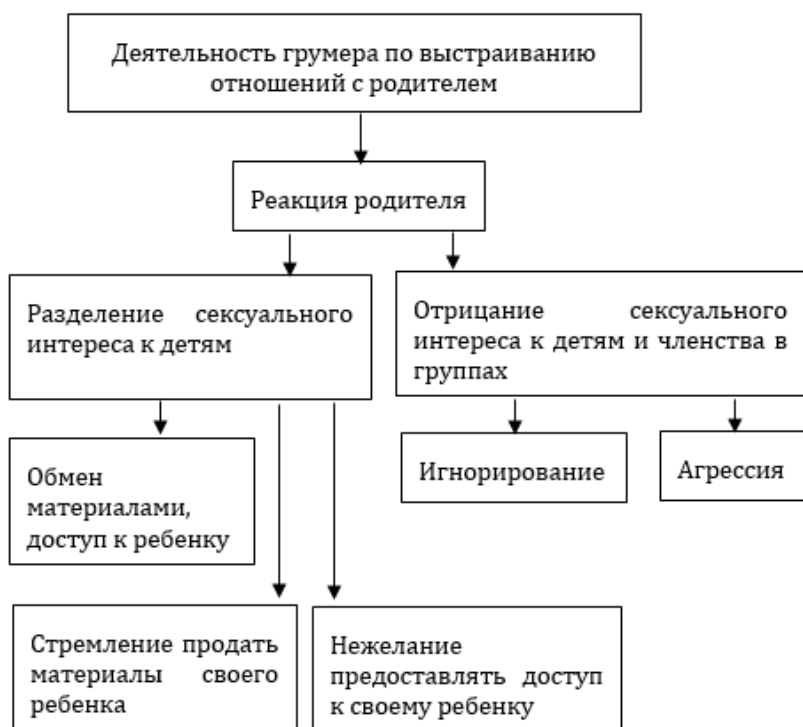 Деятельность грумера по выстраиванию
отношений с родителем
Реакция родителя
Разделение сексуального
интереса к детям
Отрицание сексуального
интереса к детям и членства в
группах
Обмен
материалами,
доступ к ребенку
Игнорирование
Агрессия
Стремление продать
материалы своего
ребенка
Нежелание
предоставлять доступ
к своему ребенку